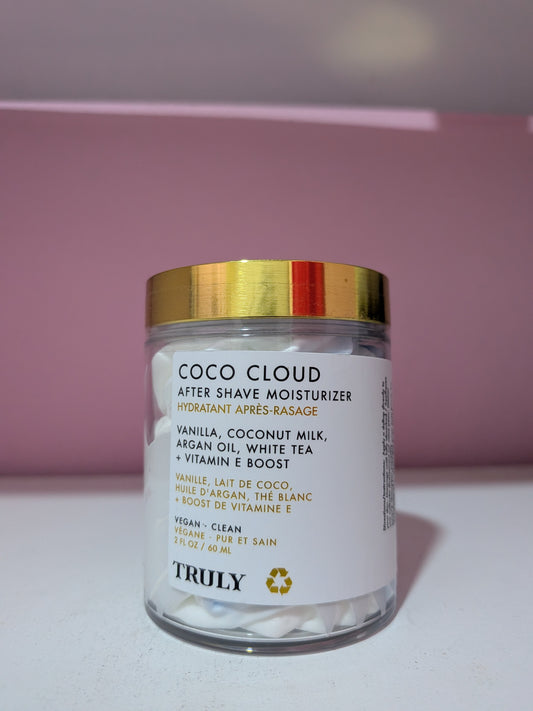 COCO CLOUD
AFTER SHAVE MOISTURIZER
HYDRATANT APRÈS-RASAGE
VANILLA, COCONUT MILK,
ARGAN OIL, WHITE TEA
+ VITAMIN E BOOST
VANILLE, LAIT DE COCO,
HUILE D'ARGAN, THÉ BLANC
+ BOOST DE VITAMINE E
VEGAN - CLEAN
VÉGANE - PUR ET SAIN
2 FL OZ / 60 ML
TRULY